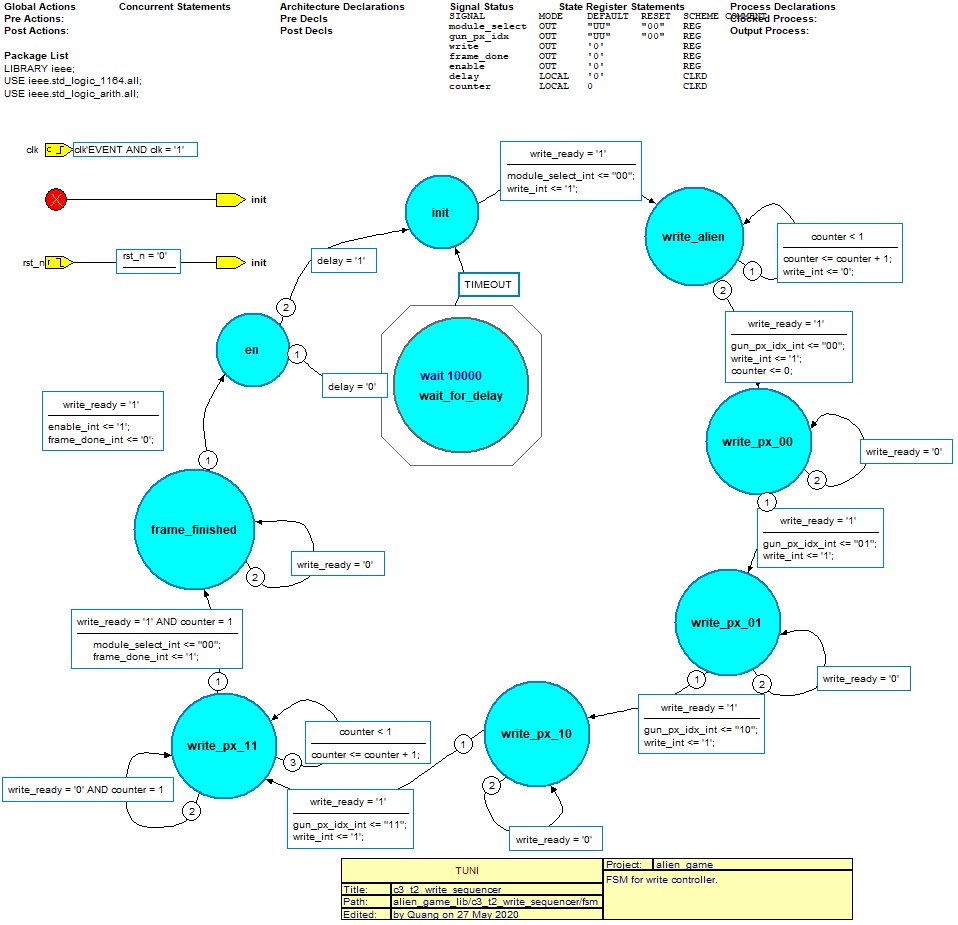 Global Actions
Pre Actions:
Post Actions:
Concurrent Statements
Architecture Declarations
Pre Decls
Post Decls
Signal Status
State Register Statements
Process Declarations
Clocked Process:
Output Process:
SIGNAL MODE DEFAULT RESET SCHEME COMMENT
module_select OUT "UU" "00" REG
gun_px_idx OUT "UU" "00" REG
write OUT '0' REG
frame_done OUT '0' REG
enable OUT '0' REG
delay LOCAL '0' CLKD
counter LOCAL 0 CLKD
Package List
LIBRARY ieee;
USE ieee.std_logic_1164.all;
USE ieee.std_logic_arith.all;
clk
c
clk'EVENT AND clk = '1'
init
rst_n
r
rst_n = '0'
init
init
write_ready = '1'
module_select_int <= "00";
write_int <= '1';
write_alien
counter < 1
counter <= counter + 1;
write_int <= '0';
1
2
write_ready = '1'
gun_px_idx_int <= "00";
write_int <= '1';
counter <= 0;
write_px_00
write_ready = '0'
2
1
write_ready = '1'
gun_px_idx_int <= "01";
write_int <= '1';
write_px_01
write_ready = '0'
2
1
write_ready = '1'
gun_px_idx_int <= "10";
write_int <= '1';
write_px_10
2
write_ready = '0'
1
write_ready = '1'
gun_px_idx_int <= "11";
write_int <= '1';
write_px_11
counter < 1
counter <= counter + 1;
3
write_ready = '0' AND counter = 1
2
1
write_ready = '1' AND counter = 1
module_select_int <= "00";
frame_done_int <= '1';
frame_finished
write_ready = '0'
2
1
write_ready = '1'
enable_int <= '1';
frame_done_int <= '0';
en
2
delay = '1'
1
delay = '0'
wait 10000
wait_for_delay
TIMEOUT
TUNI
Title: c3_t2_write_sequencer
Path: alien_game_lib/c3_t2_write_sequencer/fsm
Edited: by Quang on 27 May 2020
Project: alien_game
FSM for write controller.